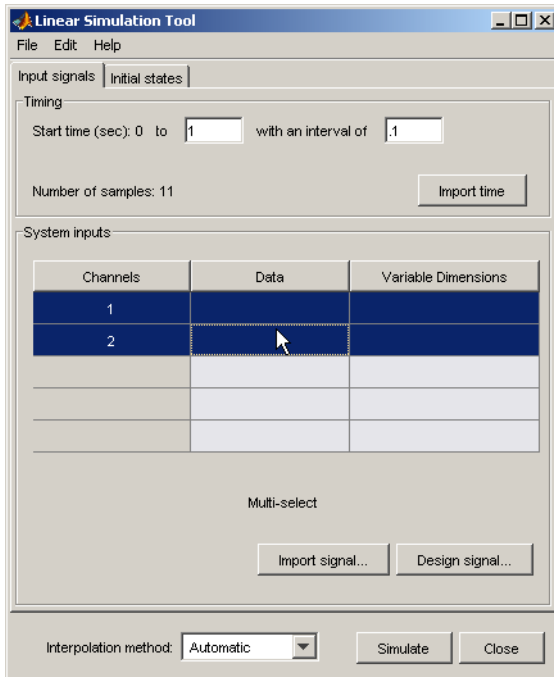 Linear Simulation Tool
File Edit Help
Input signals Initial states
Timing
Start time (sec): 0 to 1 with an interval of .1
Number of samples: 11 Import time
System inputs
Channels Data Variable Dimensions
1
2
Multi-select
Import signal... Design signal...
Interpolation method: Automatic Simulate Close